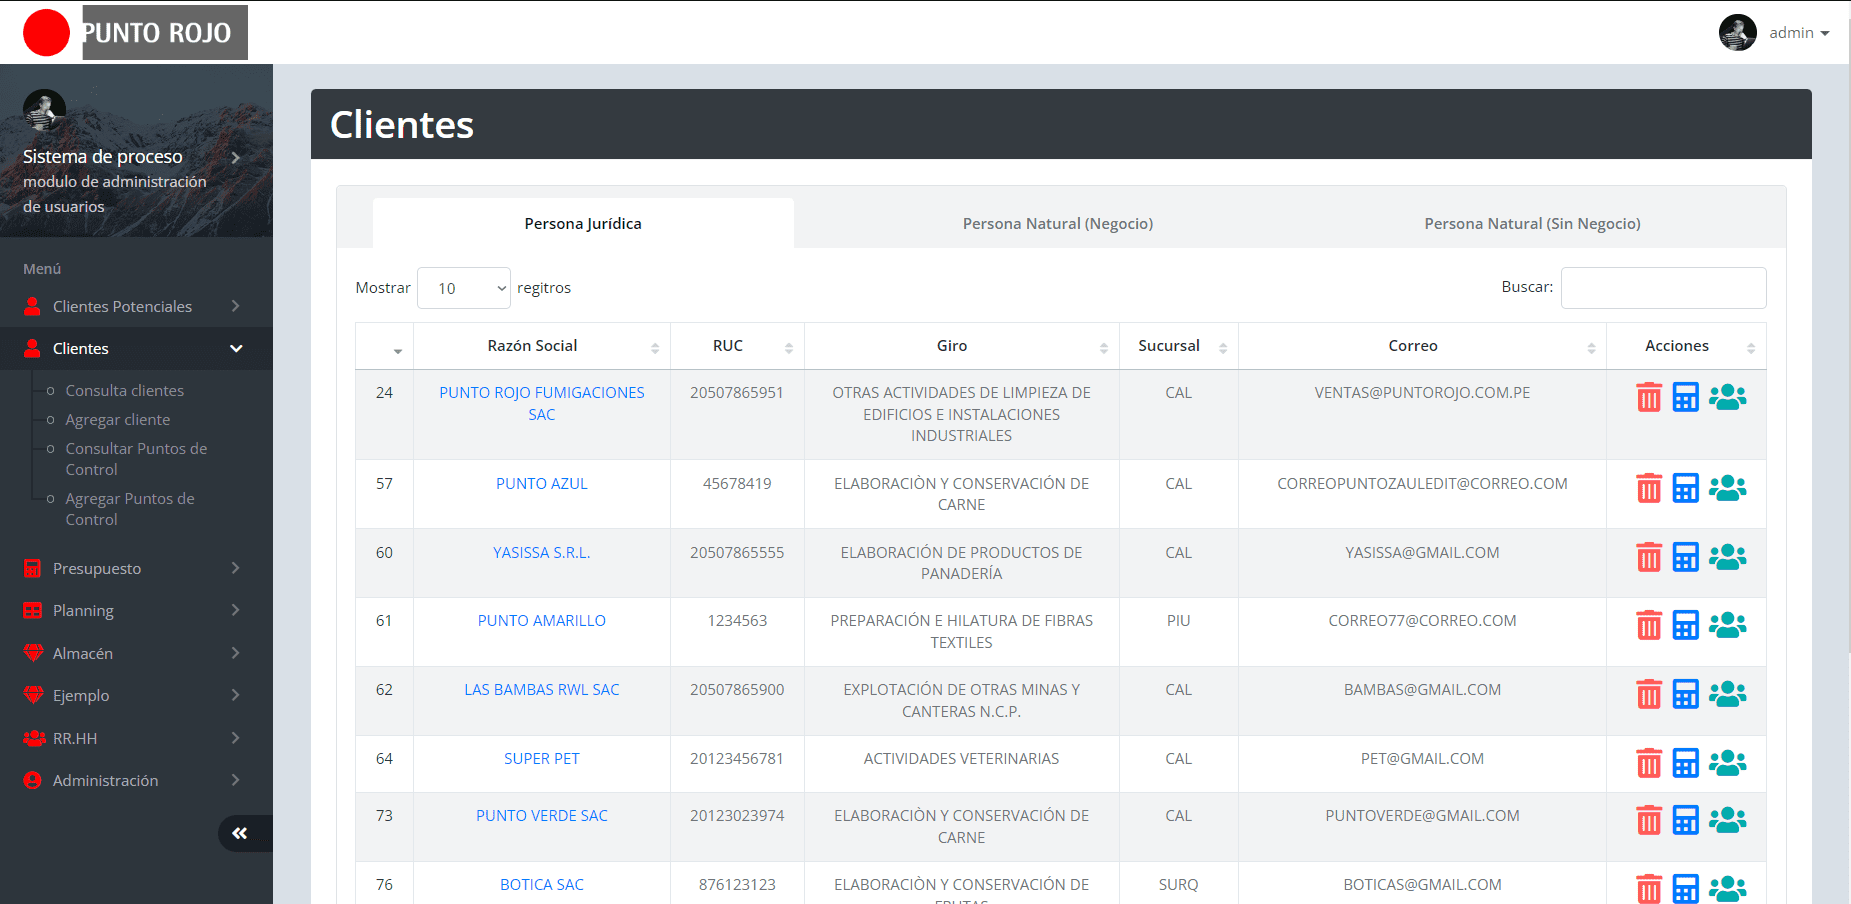 PUNTO ROJO
admin
Sistema de proceso
modulo de administración
de usuarios
Menú
Clientes Potenciales
Clientes
Consulta clientes
Agregar cliente
Consultar Puntos de
Control
Agregar Puntos de
Control
Presupuesto
Planning
Almacén
Ejemplo
RR.HH
Administración
Clientes
Persona Jurídica
Persona Natural (Negocio)
Persona Natural (Sin Negocio)
Mostrar 10 regitros
Buscar:
Razón Social RUC Giro Sucursal Correo Acciones
24 PUNTO ROJO FUMIGACIONES 20507865951 OTRAS ACTIVIDADES DE LIMPIEZA DE CAL VENTAS@PUNTOROJO.COM.PE
SAC EDIFICIOS E INSTALACIONES
INDUSTRIALES
57 PUNTO AZUL 45678419 ELABORACIÒN Y CONSERVACIÓN DE CAL CORREOPUNTOZAULEDIT@CORREO.COM
CARNE
60 YASISSA S.R.L. 20507865555 ELABORACIÓN DE PRODUCTOS DE CAL YASISSA@GMAIL.COM
PANADERÍA
61 PUNTO AMARILLO 1234563 PREPARACIÓN E HILATURA DE FIBRAS PIU CORREO77@CORREO.COM
TEXTILES
62 LAS BAMBAS RWL SAC 20507865900 EXPLOTACIÓN DE OTRAS MINAS Y CAL BAMBAS@GMAIL.COM
CANTERAS N.C.P.
64 SUPER PET 20123456781 ACTIVIDADES VETERINARIAS CAL PET@GMAIL.COM
73 PUNTO VERDE SAC 20123023974 ELABORACIÒN Y CONSERVACIÓN DE CAL PUNTOVERDE@GMAIL.COM
CARNE
76 BOTICA SAC 876123123 ELABORACIÒN Y CONSERVACIÓN DE SURQ BOTICAS@GMAIL.COM